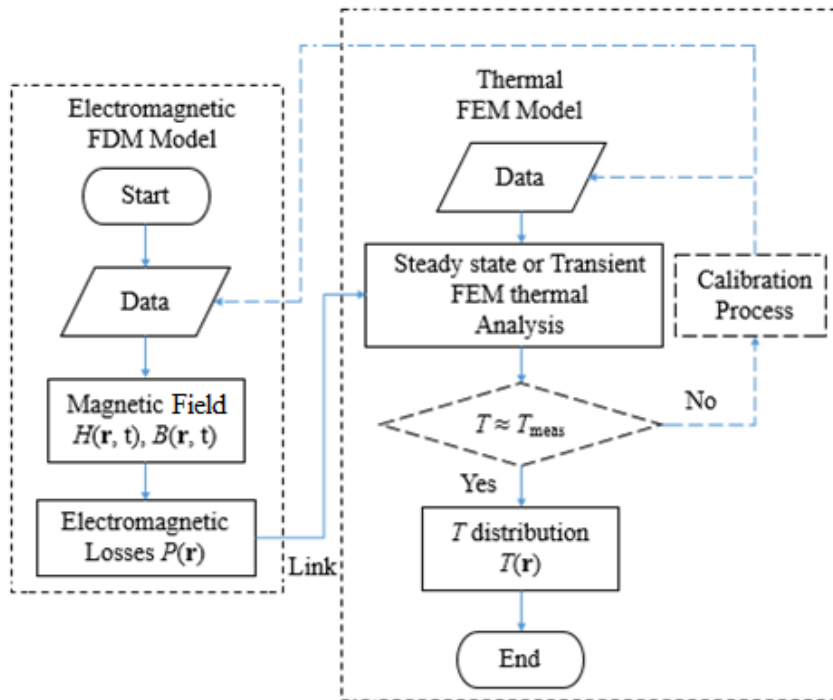 Electromagnetic
FDM Model
Start
Data
Magnetic Field
H(r, t), B(r, t)
Electromagnetic
Losses P(r)
Link
Thermal
FEM Model
Data
Steady state or Transient
FEM thermal
Analysis
Calibration
Process
T ≈ Tmeas
No
Yes
T distribution
T(r)
End